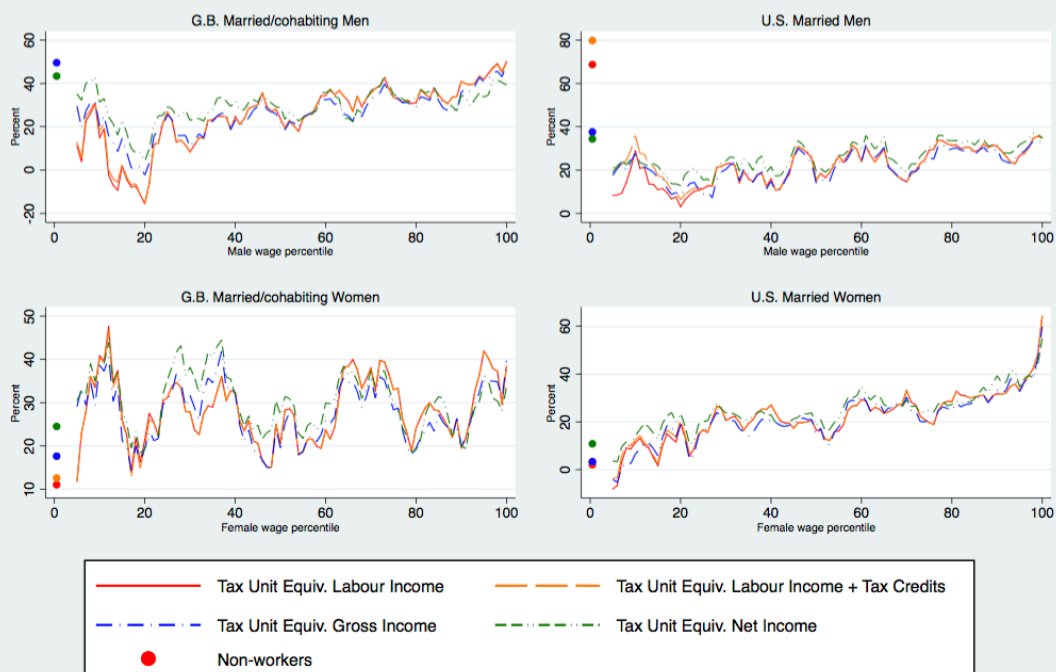 G.B. Married/cohabiting Men
Percent
60
40
20
0
-20
0 20 40 60 80 100
Male wage percentile
U.S. Married Men
Percent
80
60
40
20
0
0 20 40 60 80 100
Male wage percentile
G.B. Married/cohabiting Women
Percent
50
40
30
20
10
0 20 40 60 80 100
Female wage percentile
U.S. Married Women
Percent
60
40
20
0
0 20 40 60 80 100
Female wage percentile
Tax Unit Equiv. Labour Income
Tax Unit Equiv. Labour Income + Tax Credits
Tax Unit Equiv. Gross Income
Tax Unit Equiv. Net Income
Non-workers